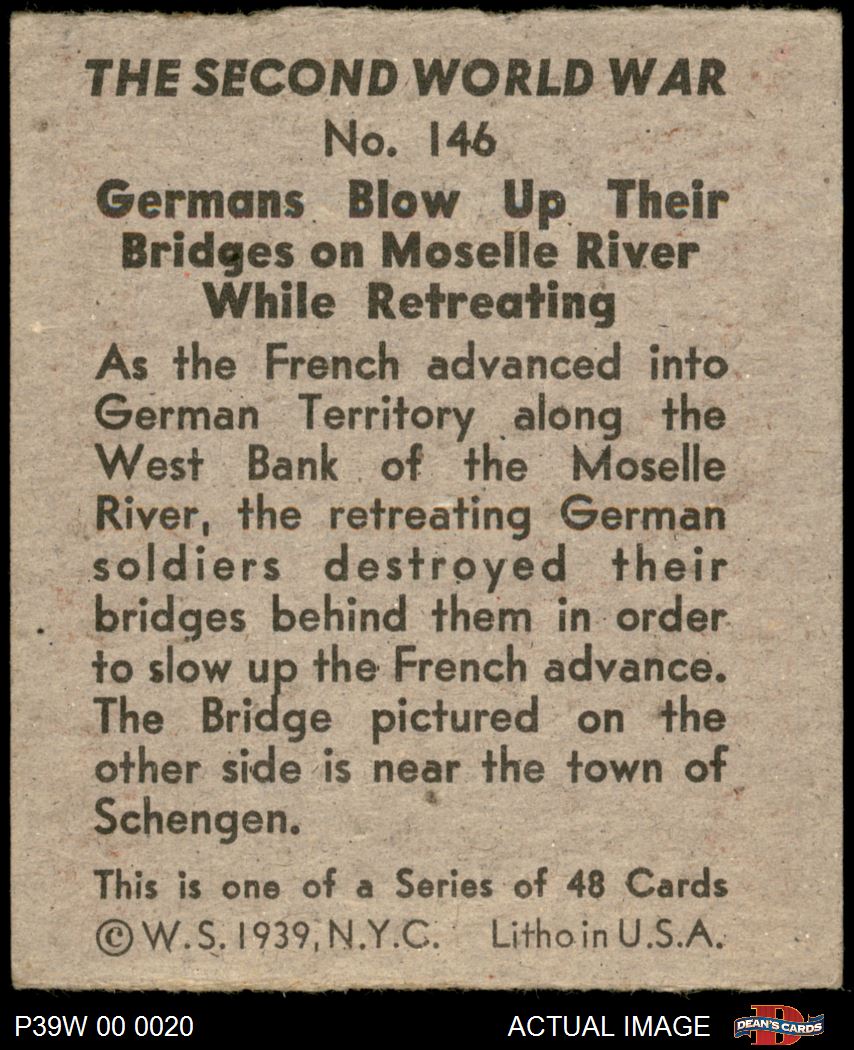 THE SECOND WORLD WAR
No. 146
Germans Blow Up Their
Bridges on Moselle River
While Retreating
As the French advanced into
German Territory along the
West Bank of the Moselle
River, the retreating German
soldiers destroyed their
bridges behind them in order
to slow up the French advance.
The Bridge pictured on the
other side is near the town of
Schengen.
This is one of a Series of 48 Cards
© W.S. 1939, N.Y.C. Litho in U.S.A.
P39W 00 0020 ACTUAL IMAGE DEAN'S CARDS